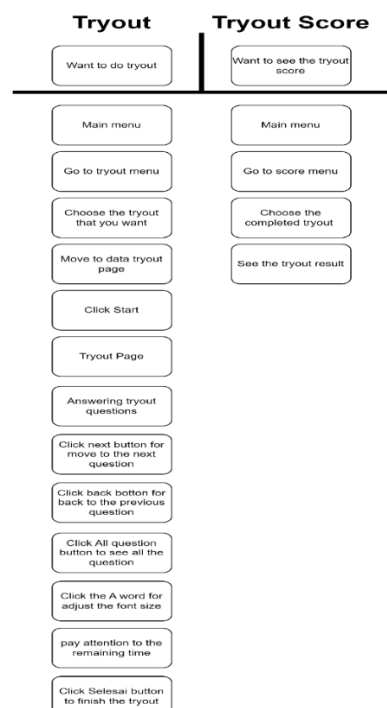 Tryout
Want to do tryout
Main menu
Go to tryout menu
Choose the tryout
that you want
Move to data tryout
page
Click Start
Tryout Page
Answering tryout
questions
Click next button for
move to the next
question
Click back botton for
back to the previous
question
Click All question
button to see all the
question
Click the A word for
adjust the font size
pay attention to the
remaining time
Click Selesai button
to finish the tryout
Tryout Score
Want to see the tryout
score
Main menu
Go to score menu
Choose the
completed tryout
See the tryout result